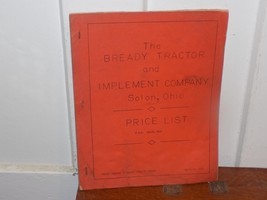 The
BREADY TRACTOR
and
IMPLEMENT COMPANY
Solon, Ohio
PRICE LIST